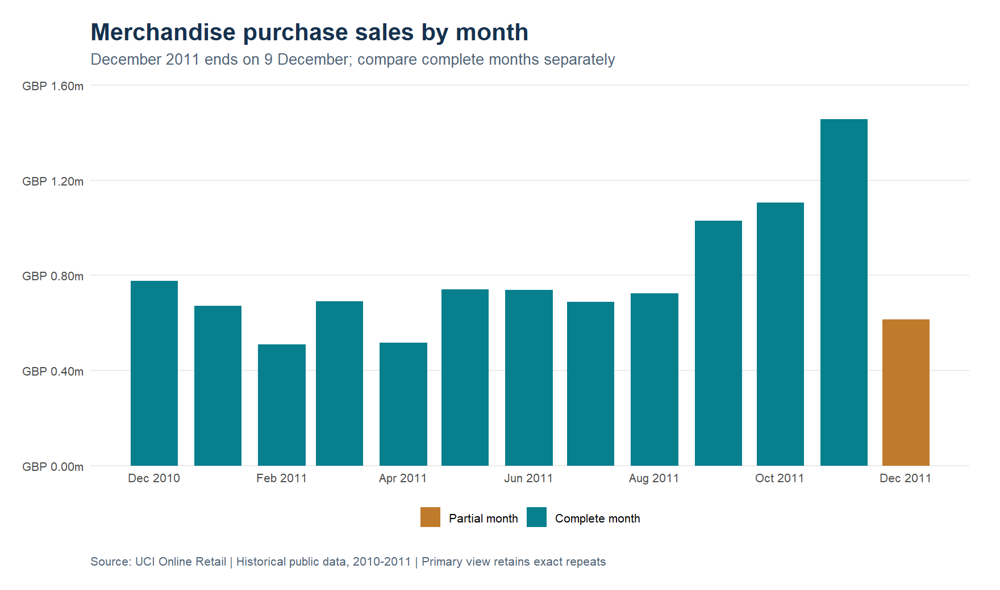 Merchandise purchase sales by month
December 2011 ends on 9 December; compare complete months separately
GBP 1.60m
GBP 1.20m
GBP 0.80m
GBP 0.40m
GBP 0.00m
Dec 2010 Feb 2011 Apr 2011 Jun 2011 Aug 2011 Oct 2011 Dec 2011
Partial month Complete month
Source: UCI Online Retail | Historical public data, 2010-2011 | Primary view retains exact repeats